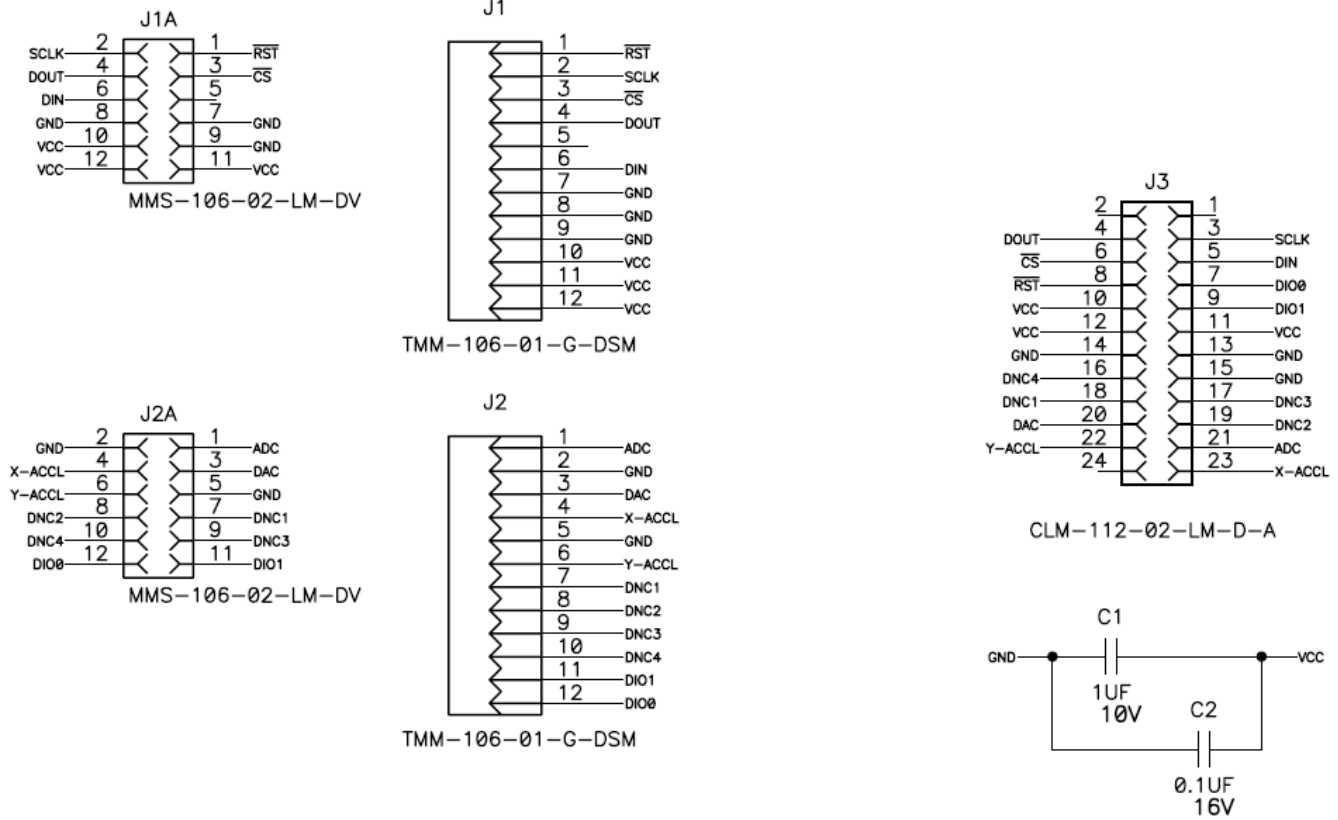 J1A
SCLK 2 1 RST
DOUT 4 3 CS
DIN 6 5
GND 8 7 GND
VCC 10 9 GND
VCC 12 11 VCC
MMS-106-02-LM-DV
J1
1 RST
2 SCLK
3 CS
4 DOUT
5
6 DIN
7 GND
8 GND
9 GND
10 VCC
11 VCC
12 VCC
TMM-106-01-G-DSM
J2A
GND 2 1 ADC
X-ACCL 4 3 DAC
Y-ACCL 6 5 GND
DNC2 8 7 DNC1
DNC4 10 9 DNC3
DIO0 12 11 DIO1
MMS-106-02-LM-DV
J2
1 ADC
2 GND
3 DAC
4 X-ACCL
5 GND
6 Y-ACCL
7 DNC1
8 DNC2
9 DNC3
10 DNC4
11 DIO1
12 DIO0
TMM-106-01-G-DSM
J3
2 1
DOUT 4 3 SCLK
CS 6 5 DIN
RST 8 7 DIO0
VCC 10 9 DIO1
VCC 12 11 VCC
GND 14 13 GND
DNC4 16 15 GND
DNC1 18 17 DNC3
DAC 20 19 DNC2
Y-ACCL 22 21 ADC
24 23 X-ACCL
CLM-112-02-LM-D-A
C1
GND VCC
1UF
10V
C2
0.1UF
16V